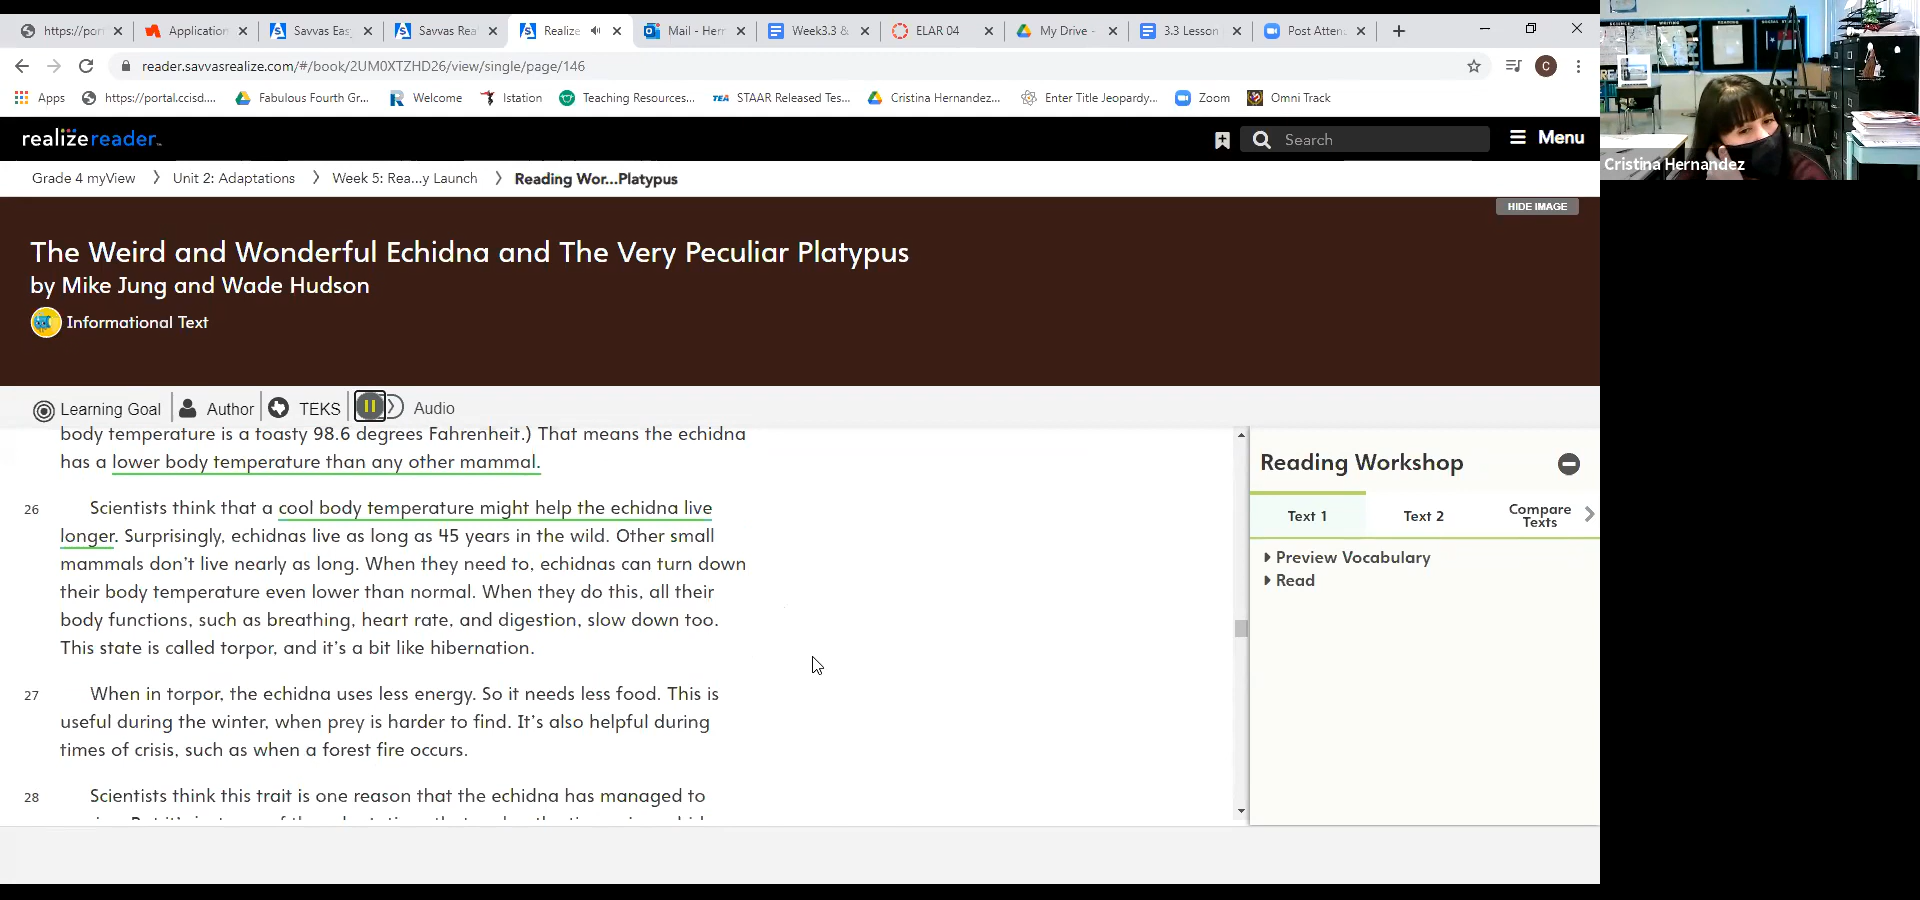 https://por
Application
Savvas Eas
Savvas Rea
Realize
Mail - Hern
Week3.3 &
ELAR 04
My Drive -
3.3 Lesson
Post Atten
reader.savvasrealize.com/#/book/2UM0XTZHD26/view/single/page/146
C
Apps
https://portal.ccisd....
Fabulous Fourth Gr...
Welcome
Istation
Teaching Resources...
TEA
STAAR Released Tes...
Cristina Hernandez...
Enter Title Jeopardy...
Zoom
Omni Track
realizereader
Search
Menu
Grade 4 myView
Unit 2: Adaptations
Week 5: Rea...y Launch
Reading Wor...Platypus
HIDE IMAGE
The Weird and Wonderful Echidna and The Very Peculiar Platypus
by Mike Jung and Wade Hudson
Informational Text
Learning Goal
Author
TEKS
Audio
body temperature is a toasty 98.6 degrees Fahrenheit.) That means the echidna
has a lower body temperature than any other mammal.
26 Scientists think that a cool body temperature might help the echidna live
longer. Surprisingly, echidnas live as long as 45 years in the wild. Other small
mammals don't live nearly as long. When they need to, echidnas can turn down
their body temperature even lower than normal. When they do this, all their
body functions, such as breathing, heart rate, and digestion, slow down too.
This state is called torpor, and it's a bit like hibernation.
27 When in torpor, the echidna uses less energy. So it needs less food. This is
useful during the winter, when prey is harder to find. It's also helpful during
times of crisis, such as when a forest fire occurs.
28 Scientists think this trait is one reason that the echidna has managed to
Reading Workshop
Text 1
Text 2
Compare
Texts
Preview Vocabulary
Read
WRITING
READING
Cristina Hernandez